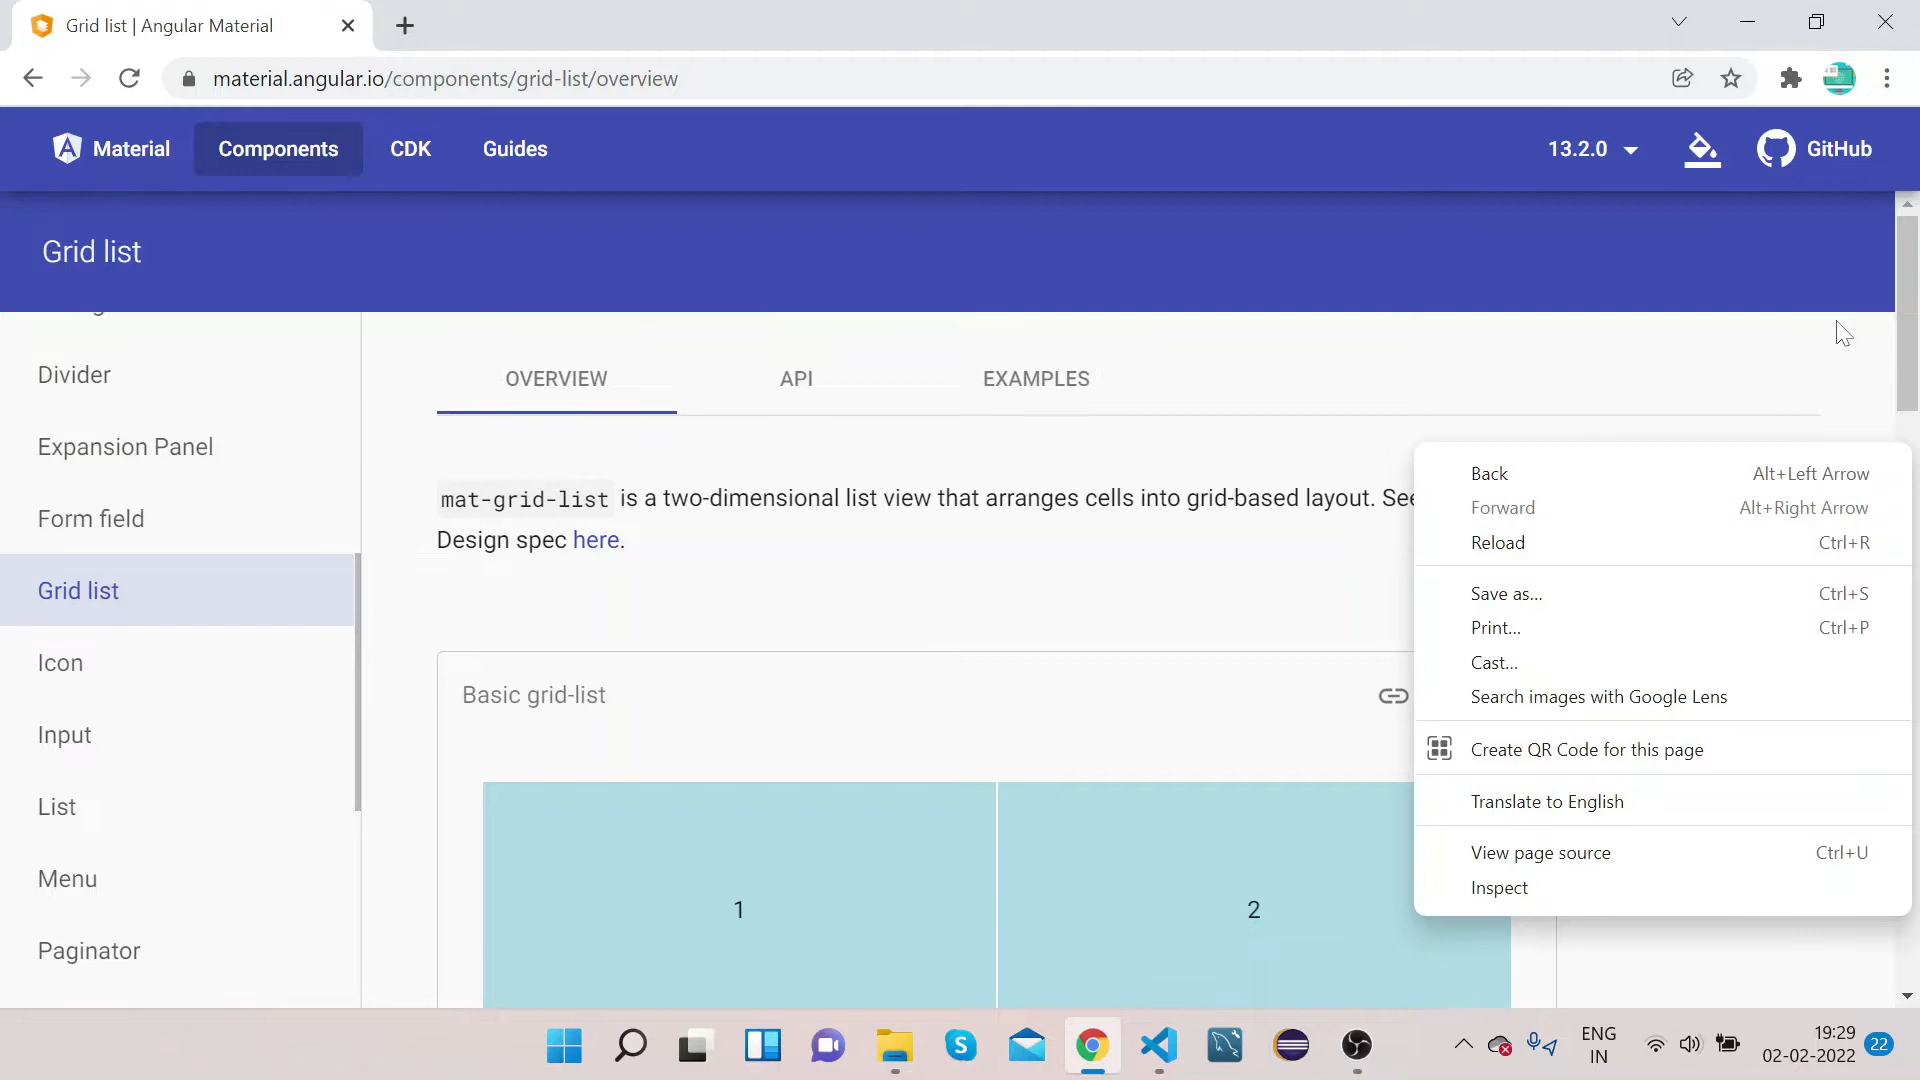 Grid list | Angular Material
material.angular.io/components/grid-list/overview
Material
Components
CDK
Guides
13.2.0
GitHub
Grid list
Divider
Expansion Panel
Form field
Grid list
Icon
Input
List
Menu
Paginator
OVERVIEW
API
EXAMPLES
mat-grid-list is a two-dimensional list view that arranges cells into grid-based layout. See
Design spec here.
Basic grid-list
1
2
Back Alt+Left Arrow
Forward Alt+Right Arrow
Reload Ctrl+R
Save as... Ctrl+S
Print... Ctrl+P
Cast...
Search images with Google Lens
Create QR Code for this page
Translate to English
View page source Ctrl+U
Inspect
ENG
IN
19:29
02-02-2022
22